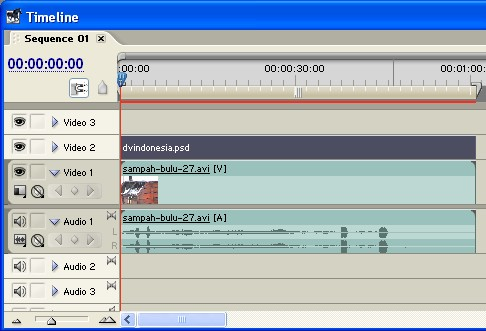 Timeline
Sequence 01
00:00:00:00
:00:00
00:00:30:00
00:01:00
Video 3
Video 2
dvindonesia.psd
Video 1
sampah-bulu-27.avi [V]
Audio 1
sampah-bulu-27.avi [A]
L
R
Audio 2
Audio 3